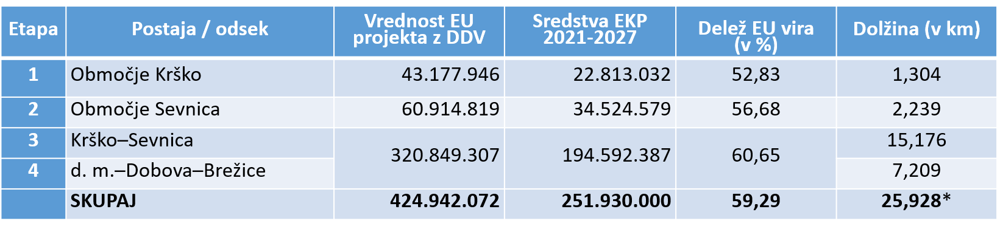 Etapa Postaja / odsek Vrednost EU projekta z DDV Sredstva EKP 2021-2027 Delež EU vira (v %) Dolžina (v km)
1 Območje Krško 43.177.946 22.813.032 52,83 1,304
2 Območje Sevnica 60.914.819 34.524.579 56,68 2,239
3 Krško–Sevnica 320.849.307 194.592.387 60,65 15,176
4 d. m.–Dobova–Brežice 7,209
SKUPAJ 424.942.072 251.930.000 59,29 25,928*